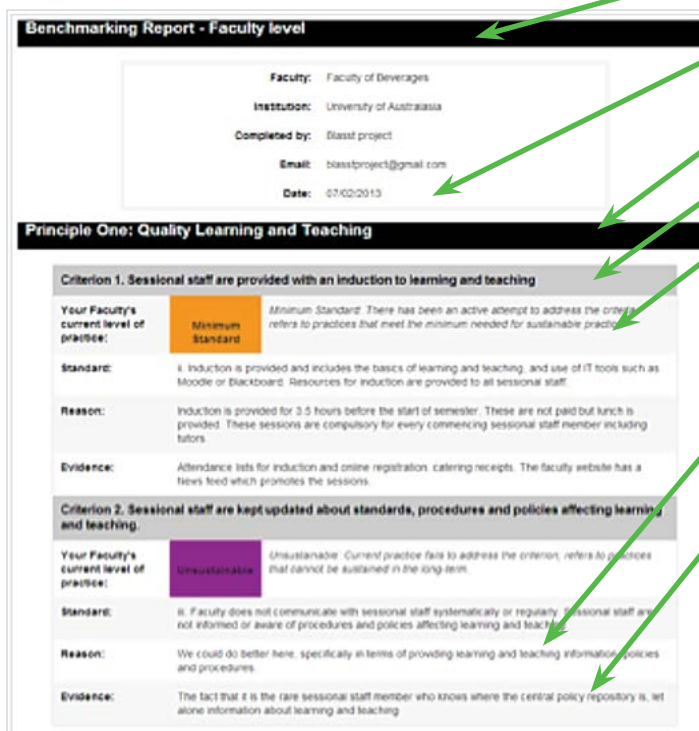 Benchmarking Report - Faculty level
Faculty: Faculty of Beverages
Institution: University of Australasia
Completed by: Blasst project
Email: blasstproject@gmail.com
Date: 07/02/2013
Principle One: Quality Learning and Teaching
Criterion 1. Sessional staff are provided with an induction to learning and teaching
Your Faculty's
current level of
practice:
Minimum
Standard
Minimum Standard: There has been an active attempt to address the criteria
refers to practices that meet the minimum needed for sustainable practice
Standard: ii. Induction is provided and includes the basics of learning and teaching, and use of IT tools such as
Moodle or Blackboard. Resources for induction are provided to all sessional staff.
Reason: Induction is provided for 3.5 hours before the start of semester. These are not paid but lunch is
provided. These sessions are compulsory for every commencing sessional staff member including
tutors.
Evidence: Attendance lists for induction and online registration, catering receipts. The faculty website has a
News feed which promotes the sessions.
Criterion 2. Sessional staff are kept updated about standards, procedures and policies affecting learning
and teaching.
Your Faculty's
current level of
practice:
Unsustainable
Unsustainable: Current practice fails to address the criterion, refers to practices
that cannot be sustained in the long-term.
Standard: Faculty does not communicate with sessional staff systematically or regularly. Sessional staff are
not informed or aware of procedures and policies affecting learning and teaching
Reason: We could do better here, specifically in terms of providing learning and teaching information, policies
and procedures.
Evidence: The fact that it is the rare sessional staff member who knows where the central policy repository is, let
alone information about learning and teaching